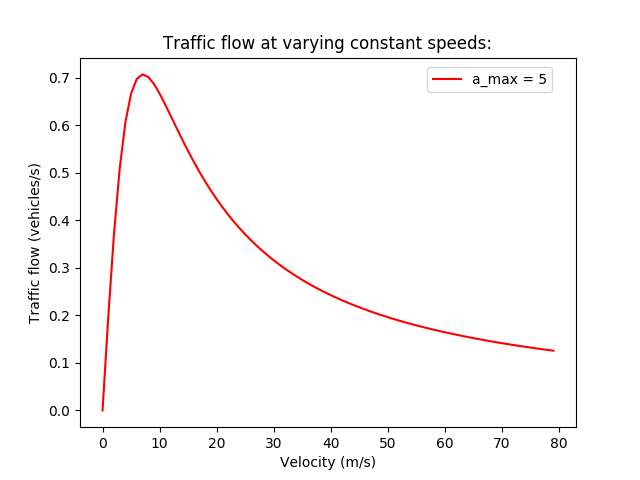 Traffic flow at varying constant speeds:
a_max = 5
Traffic flow (vehicles/s)
0.7
0.6
0.5
0.4
0.3
0.2
0.1
0.0
0 10 20 30 40 50 60 70 80
Velocity (m/s)